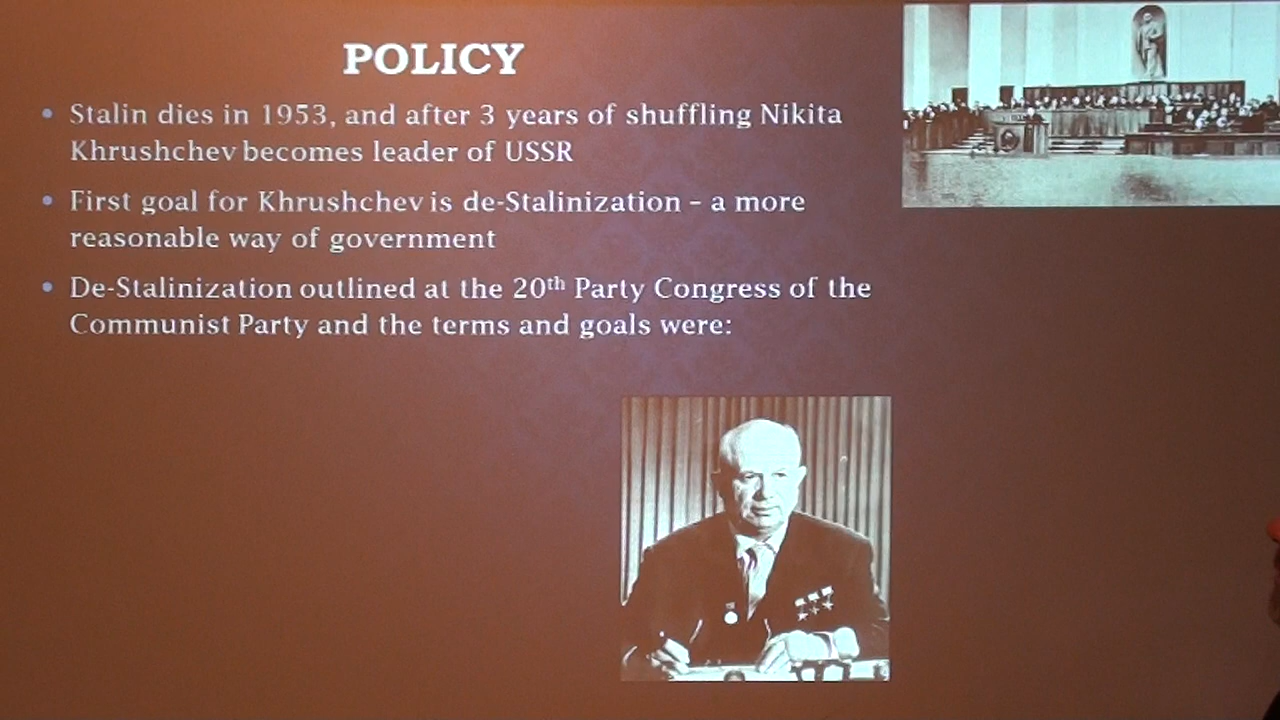 POLICY
• Stalin dies in 1953, and after 3 years of shuffling Nikita
Khrushchev becomes leader of USSR
• First goal for Khrushchev is de-Stalinization – a more
reasonable way of government
• De-Stalinization outlined at the 20th Party Congress of the
Communist Party and the terms and goals were: